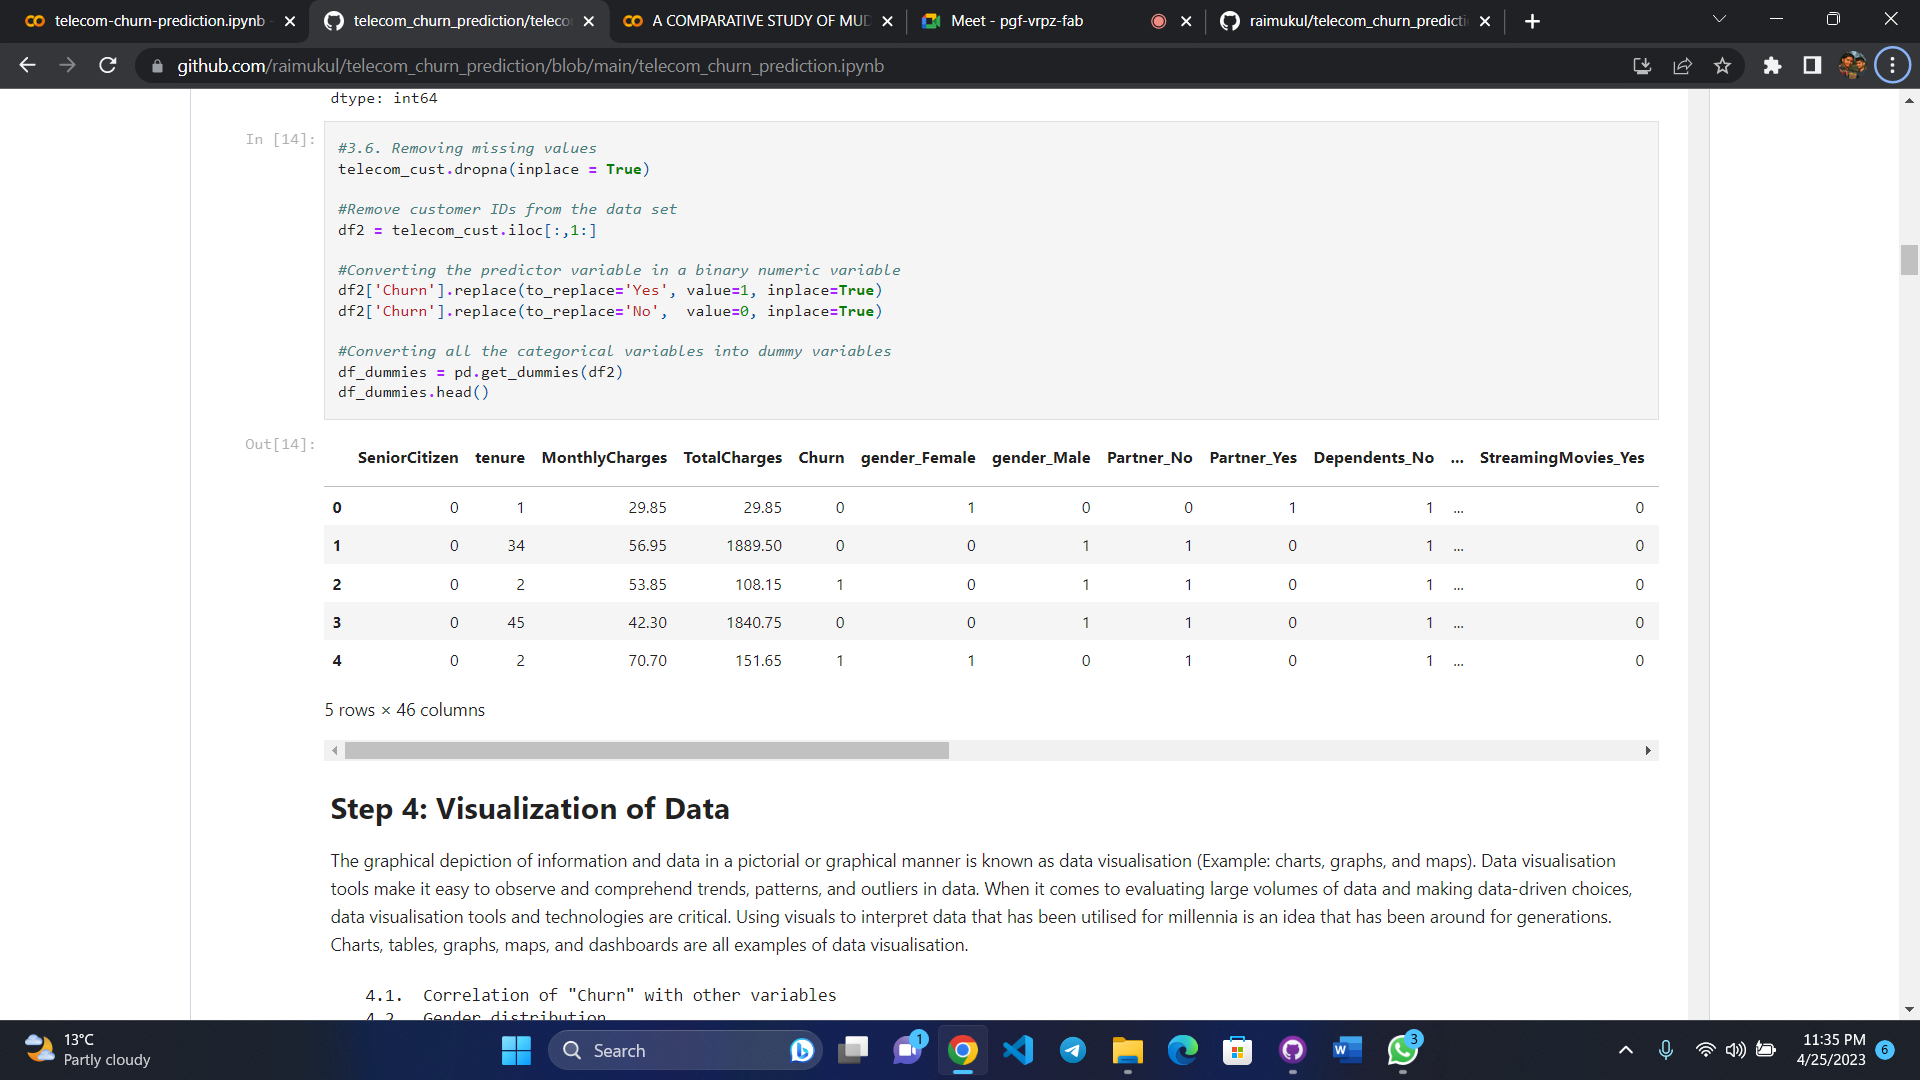 telecom-churn-prediction.ipynb -
telecom_churn_prediction/teleco
A COMPARATIVE STUDY OF MUD
Meet - pgf-vrpz-fab
raimukul/telecom_churn_predicti
github.com/raimukul/telecom_churn_prediction/blob/main/telecom_churn_prediction.ipynb
dtype: int64
In [14]:
#3.6. Removing missing values
telecom_cust.dropna(inplace = True)
#Remove customer IDs from the data set
df2 = telecom_cust.iloc[:,1:]
#Converting the predictor variable in a binary numeric variable
df2['Churn'].replace(to_replace='Yes', value=1, inplace=True)
df2['Churn'].replace(to_replace='No',  value=0, inplace=True)
#Converting all the categorical variables into dummy variables
df_dummies = pd.get_dummies(df2)
df_dummies.head()
Out[14]:
SeniorCitizen tenure MonthlyCharges TotalCharges Churn gender_Female gender_Male Partner_No Partner_Yes Dependents_No ... StreamingMovies_Yes
0 0 1 29.85 29.85 0 1 0 0 1 1 ... 0
1 0 34 56.95 1889.50 0 0 1 1 0 1 ... 0
2 0 2 53.85 108.15 1 0 1 1 0 1 ... 0
3 0 45 42.30 1840.75 0 0 1 1 0 1 ... 0
4 0 2 70.70 151.65 1 1 0 1 0 1 ... 0
5 rows × 46 columns
Step 4: Visualization of Data
The graphical depiction of information and data in a pictorial or graphical manner is known as data visualisation (Example: charts, graphs, and maps). Data visualisation
tools make it easy to observe and comprehend trends, patterns, and outliers in data. When it comes to evaluating large volumes of data and making data-driven choices,
data visualisation tools and technologies are critical. Using visuals to interpret data that has been utilised for millennia is an idea that has been around for generations.
Charts, tables, graphs, maps, and dashboards are all examples of data visualisation.
4.1.  Correlation of "Churn" with other variables
4.2.  Gender distribution
13°C
Partly cloudy
Search
1
3
11:35 PM
4/25/2023
6